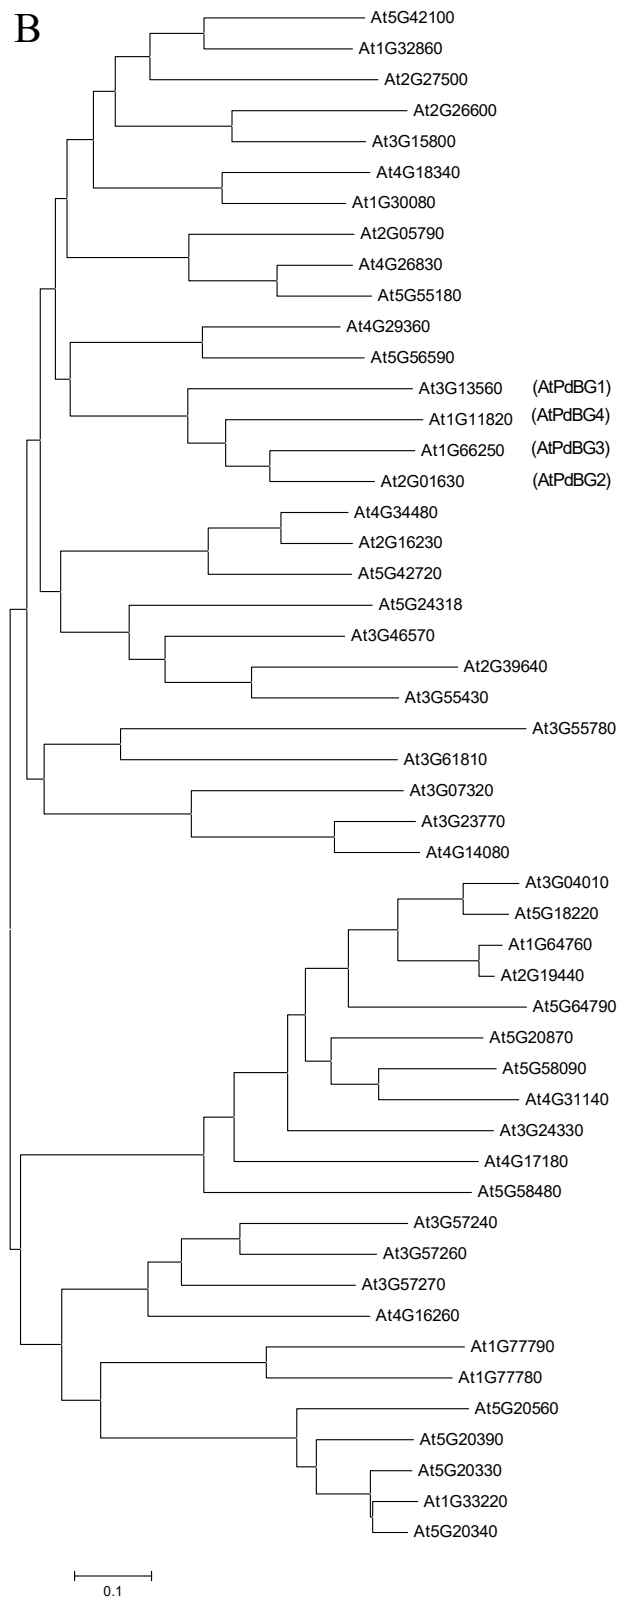 B
At5G42100
At1G32860
At2G27500
At2G26600
At3G15800
At4G18340
At1G30080
At2G05790
At4G26830
At5G55180
At4G29360
At5G56590
At3G13560 (AtPdBG1)
At1G11820 (AtPdBG4)
At1G66250 (AtPdBG3)
At2G01630 (AtPdBG2)
At4G34480
At2G16230
At5G42720
At5G24318
At3G46570
At2G39640
At3G55430
At3G55780
At3G61810
At3G07320
At3G23770
At4G14080
At3G04010
At5G18220
At1G64760
At2G19440
At5G64790
At5G20870
At5G58090
At4G31140
At3G24330
At4G17180
At5G58480
At3G57240
At3G57260
At3G57270
At4G16260
At1G77790
At1G77780
At5G20560
At5G20390
At5G20330
At1G33220
At5G20340
0.1